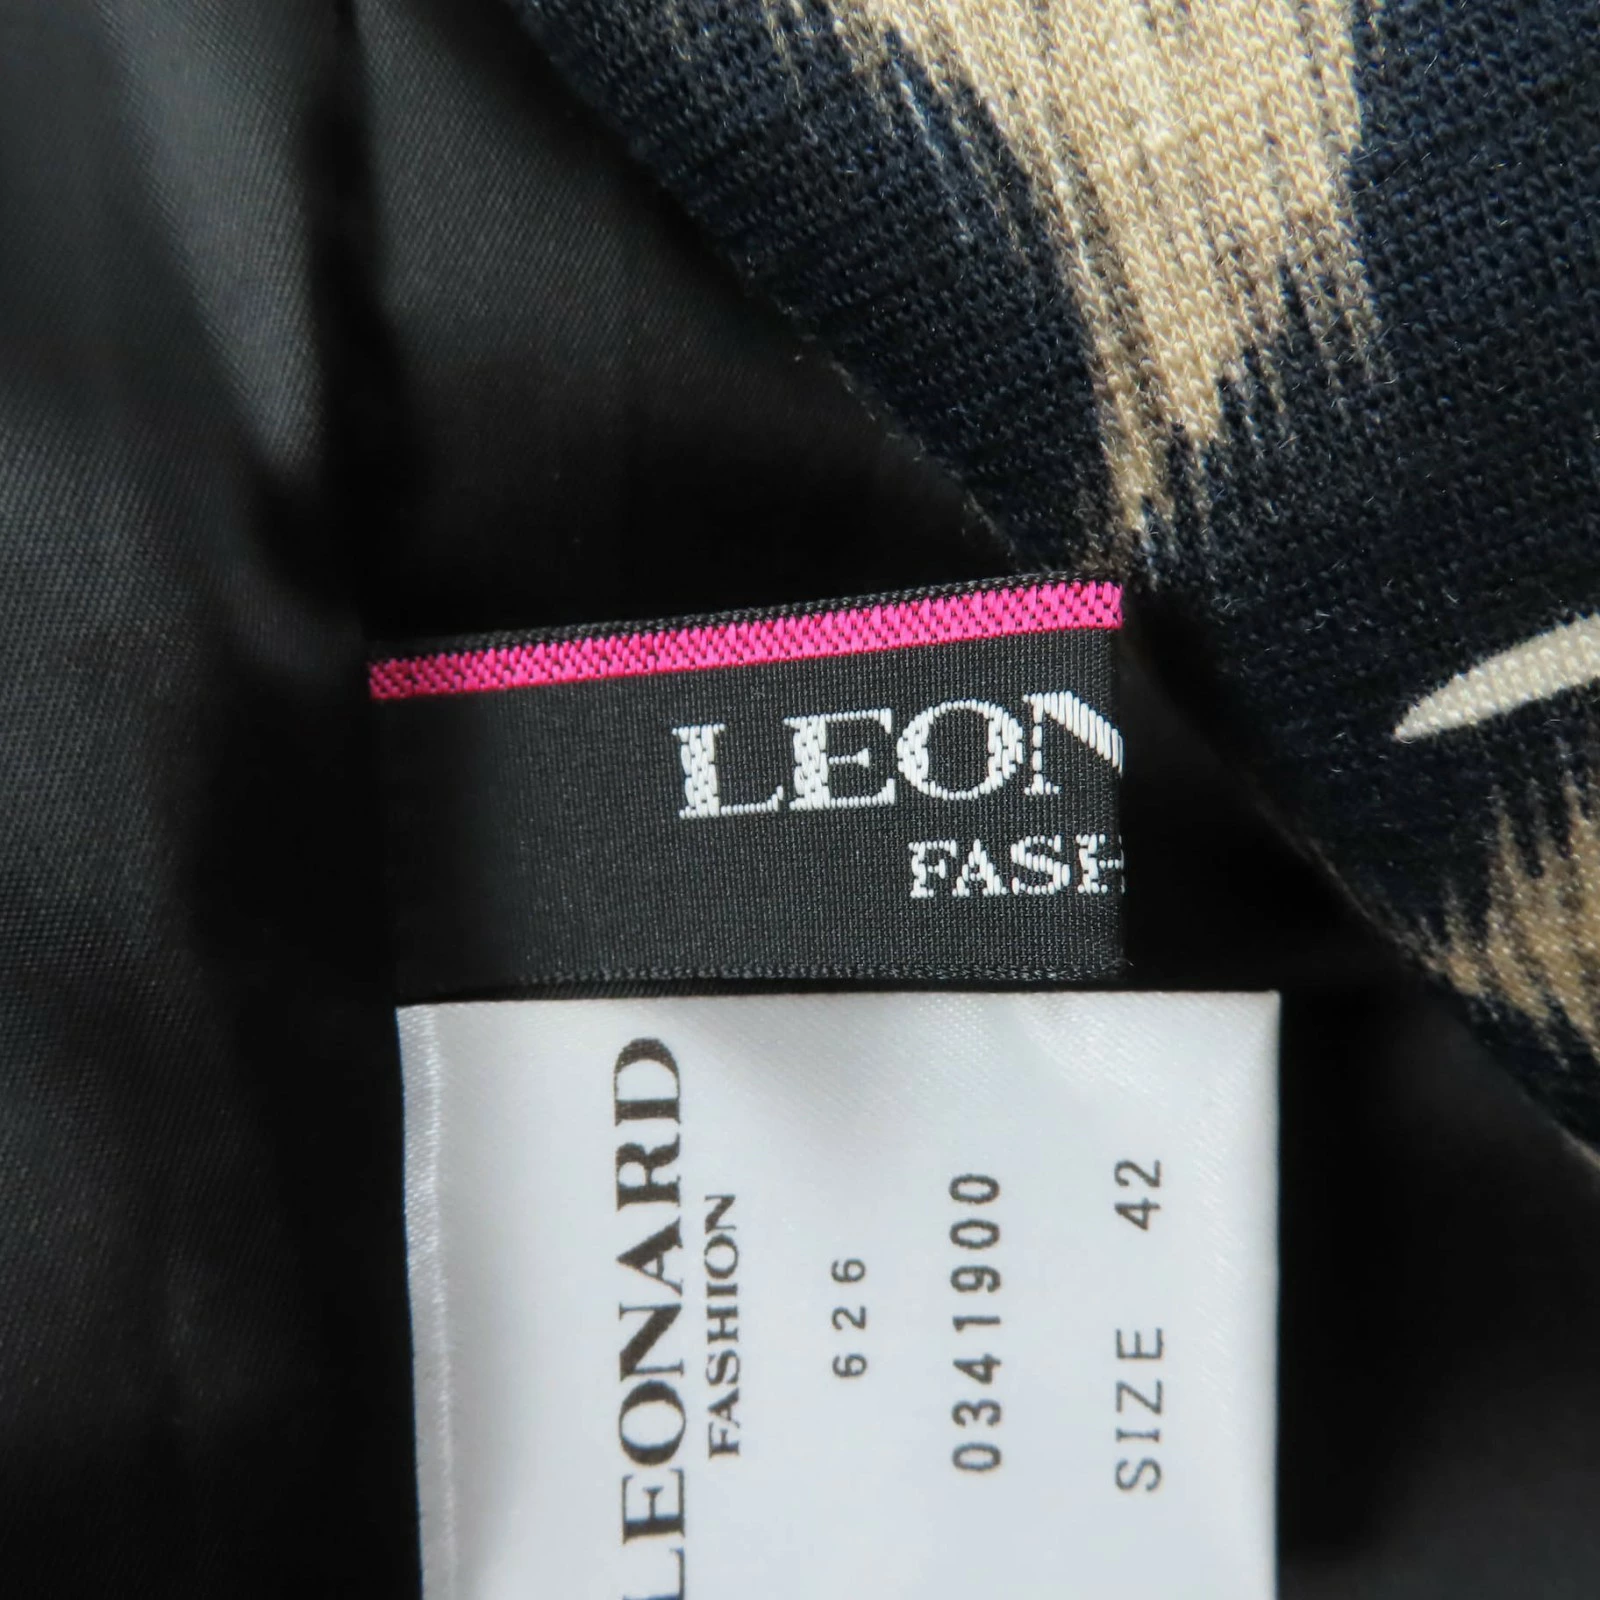 LEON
FASH
LEONARD
FASHION
626
0341900
SIZE 42